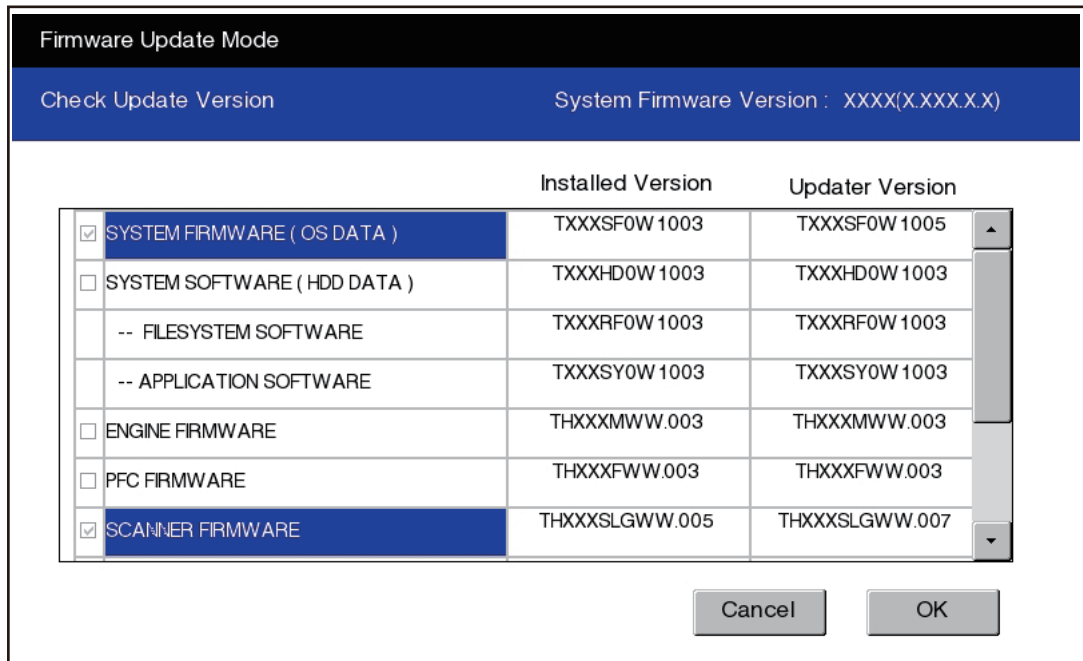 Firmware Update Mode
Check Update Version System Firmware Version : XXXX(X.XXX.X.X)
Installed Version Updater Version
SYSTEM FIRMWARE ( OS DATA ) TXXXSF0W1003 TXXXSF0W1005
SYSTEM SOFTWARE ( HDD DATA ) TXXXHD0W1003 TXXXHD0W1003
-- FILESYSTEM SOFTWARE TXXXRF0W1003 TXXXRF0W1003
-- APPLICATION SOFTWARE TXXXSY0W1003 TXXXSY0W1003
ENGINE FIRMWARE THXXXMWW.003 THXXXMWW.003
PFC FIRMWARE THXXXFWW.003 THXXXFWW.003
SCANNER FIRMWARE THXXXSLGWW.005 THXXXSLGWW.007
Cancel OK